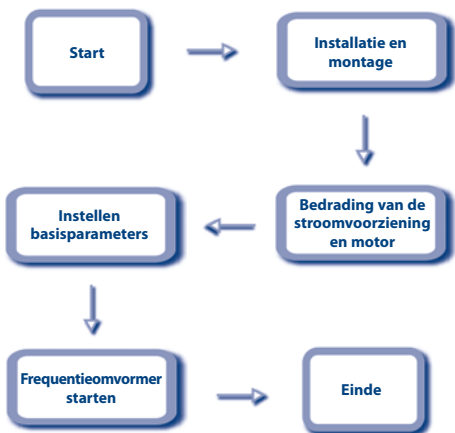 Start
Installatie en
montage
Bedrading van de
stroomvoorziening
en motor
Instellen
basisparameters
Frequentieomvormer
starten
Einde